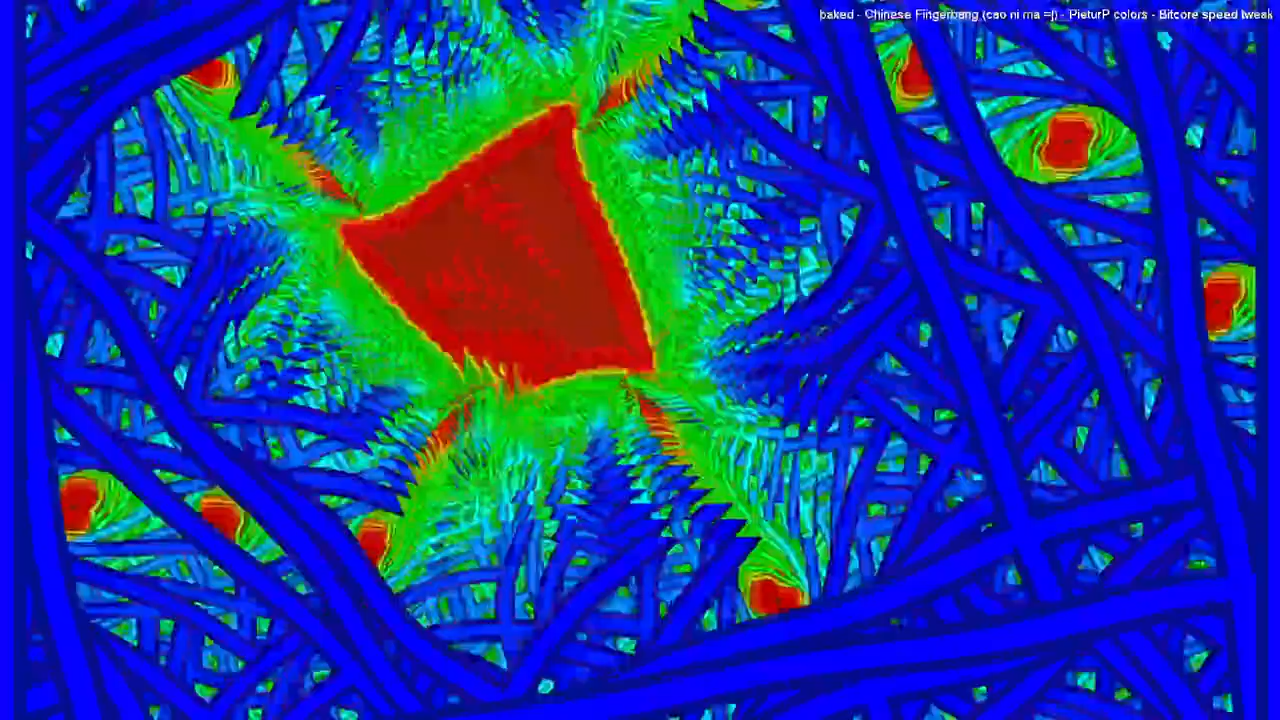 baked - Chinese Fingerbang (cao ni ma =]) - PieturP colors - Bitcore speed tweak